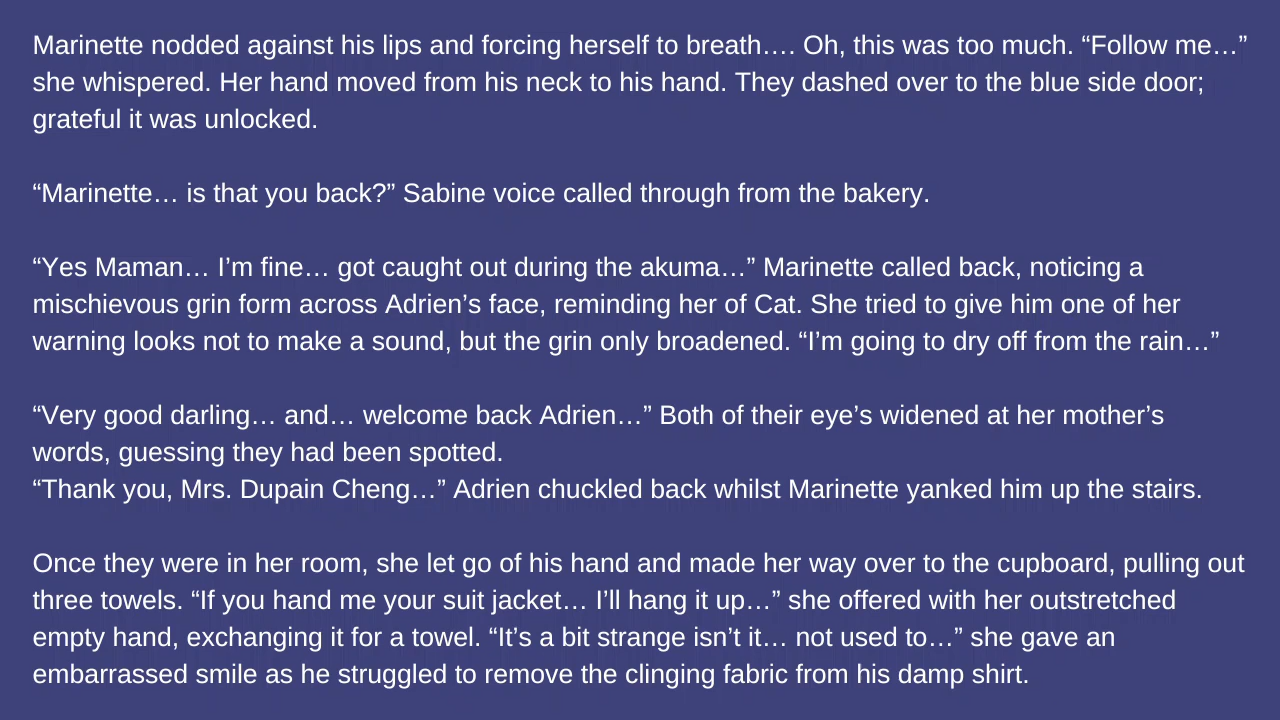 Marinette nodded against his lips and forcing herself to breath…. Oh, this was too much. “Follow me…”
she whispered. Her hand moved from his neck to his hand. They dashed over to the blue side door;
grateful it was unlocked.
“Marinette… is that you back?” Sabine voice called through from the bakery.
“Yes Maman… I’m fine… got caught out during the akuma…” Marinette called back, noticing a
mischievous grin form across Adrien’s face, reminding her of Cat. She tried to give him one of her
warning looks not to make a sound, but the grin only broadened. “I’m going to dry off from the rain…”
“Very good darling… and… welcome back Adrien…” Both of their eye’s widened at her mother’s
words, guessing they had been spotted.
“Thank you, Mrs. Dupain Cheng…” Adrien chuckled back whilst Marinette yanked him up the stairs.
Once they were in her room, she let go of his hand and made her way over to the cupboard, pulling out
three towels. “If you hand me your suit jacket… I’ll hang it up…” she offered with her outstretched
empty hand, exchanging it for a towel. “It’s a bit strange isn’t it… not used to…” she gave an
embarrassed smile as he struggled to remove the clinging fabric from his damp shirt.